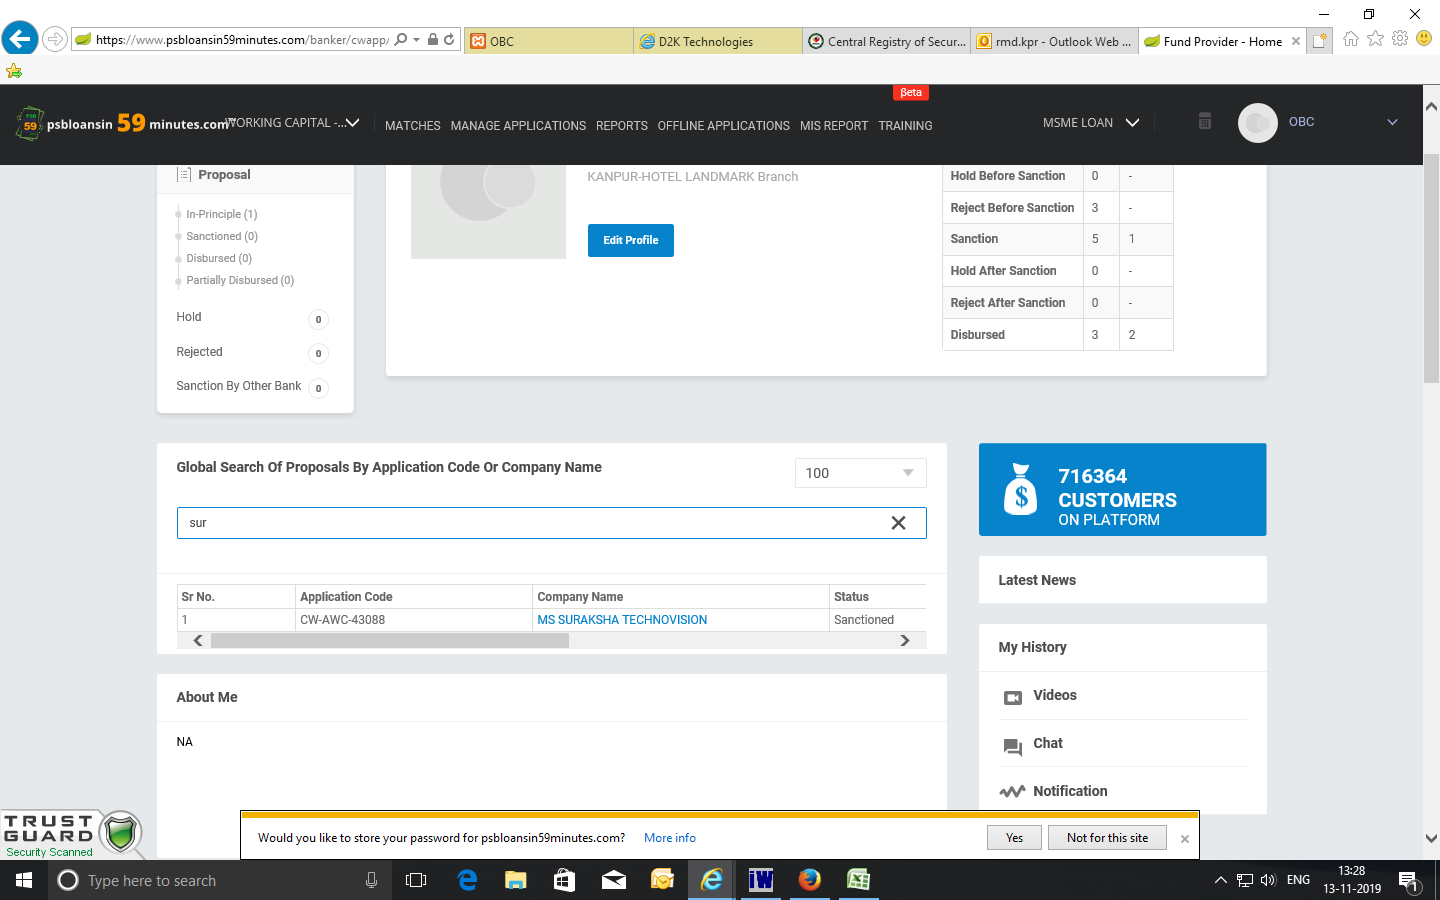 https://www.psbloansin59minutes.com/banker/cwapp/
OBC
D2K Technologies
Central Registry of Secur...
rmd.kpr - Outlook Web ...
Fund Provider - Home
psbloansin 59 minutes.com
WORKING CAPITAL -...
MATCHES
MANAGE APPLICATIONS
REPORTS
OFFLINE APPLICATIONS
MIS REPORT
βeta
TRAINING
MSME LOAN
OBC
Proposal
In-Principle (1)
Sanctioned (0)
Disbursed (0)
Partially Disbursed (0)
Hold 0
Rejected 0
Sanction By Other Bank 0
KANPUR-HOTEL LANDMARK Branch
Edit Profile
Hold Before Sanction 0 -
Reject Before Sanction 3 -
Sanction 5 1
Hold After Sanction 0 -
Reject After Sanction 0 -
Disbursed 3 2
Global Search Of Proposals By Application Code Or Company Name
100
sur
Sr No. Application Code Company Name Status
1 CW-AWC-43088 MS SURAKSHA TECHNOVISION Sanctioned
About Me
NA
716364
CUSTOMERS
ON PLATFORM
Latest News
My History
Videos
Chat
Notification
TRUST
GUARD
Security Scanned
Would you like to store your password for psbloansin59minutes.com? More info
Yes
Not for this site
Type here to search
ENG
13:28
13-11-2019
1